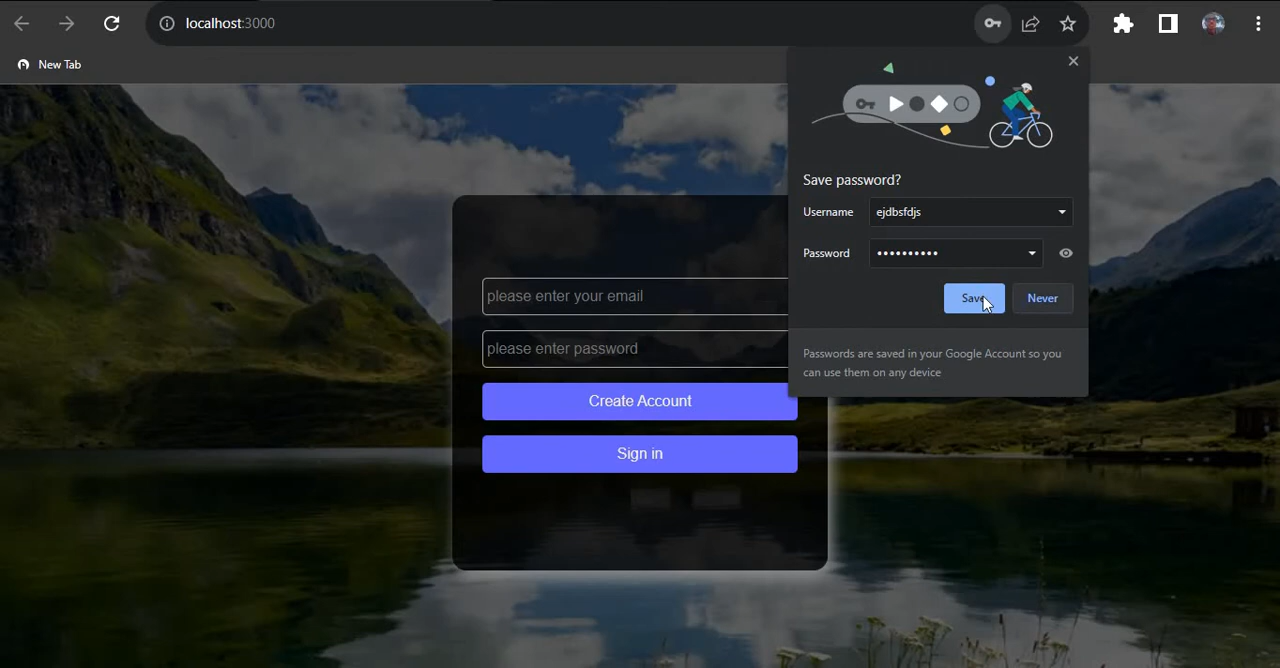 localhost:3000
New Tab
Save password?
Username
ejdbsfdjs
Password
••••••••••
Save
Never
Passwords are saved in your Google Account so you
can use them on any device
please enter your email
please enter password
Create Account
Sign in